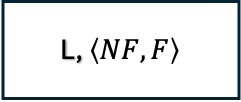 L, ⟨NF, F⟩